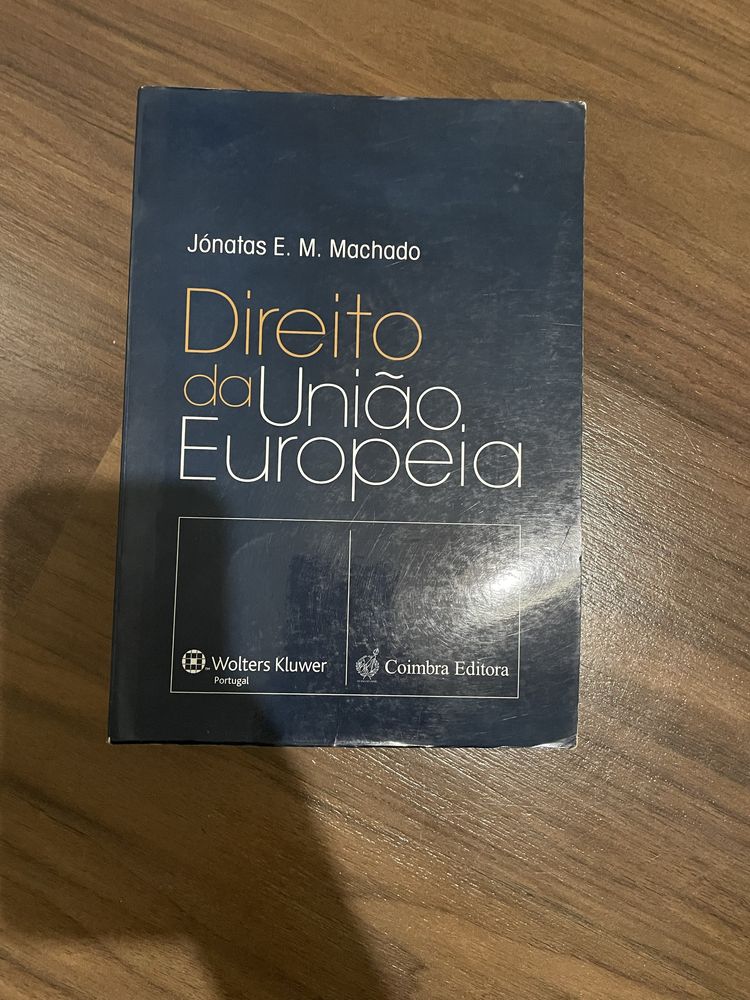 Jónatas E. M. Machado
Direito
da União
Europeia
Wolters Kluwer
Portugal
Coimbra Editora